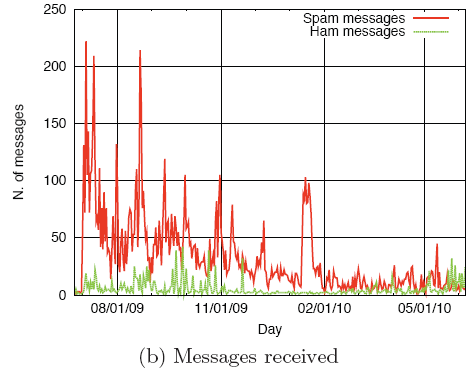 250
Spam messages
Ham messages
200
150
100
50
0
N. of messages
08/01/09 11/01/09 02/01/10 05/01/10
Day
(b) Messages received